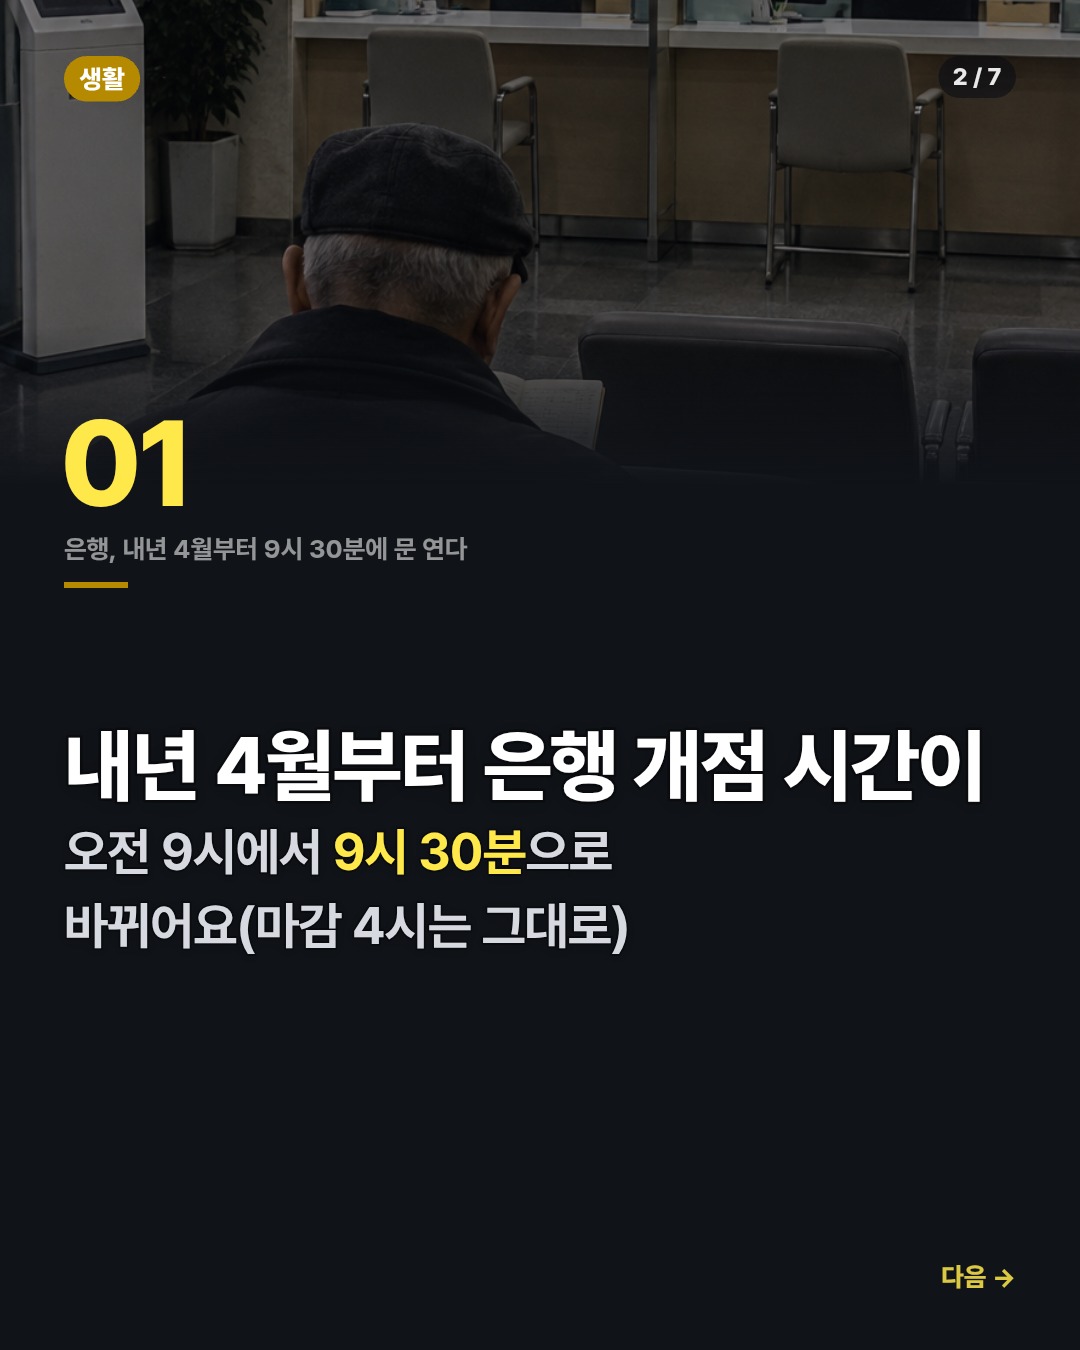 생활
2 / 7
01
은행, 내년 4월부터 9시 30분에 문 연다
내년 4월부터 은행 개점 시간이
오전 9시에서 9시 30분으로
바뀌어요(마감 4시는 그대로)
다음 →